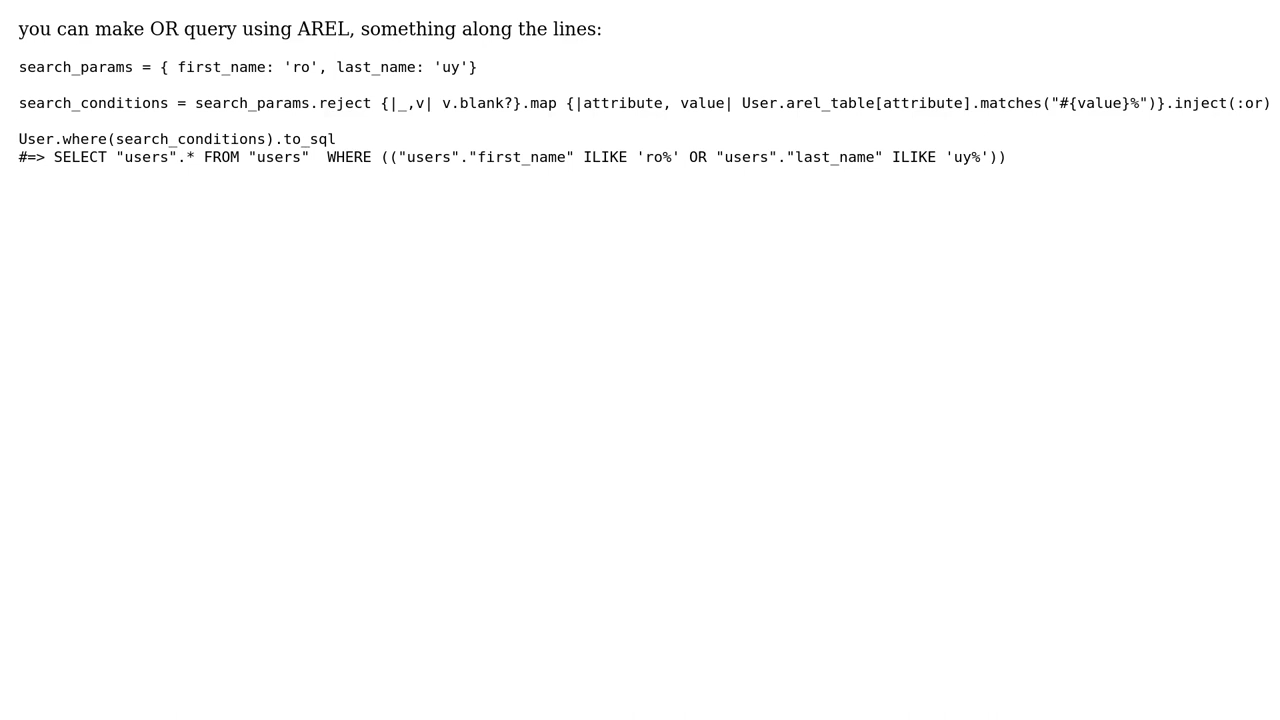 you can make OR query using AREL, something along the lines:
search_params = { first_name: 'ro', last_name: 'uy'}
search_conditions = search_params.reject {|_,v| v.blank?}.map {|attribute, value| User.arel_table[attribute].matches("#{value}%")}.inject(:or)
User.where(search_conditions).to_sql
#=> SELECT "users".* FROM "users"  WHERE (("users"."first_name" ILIKE 'ro%' OR "users"."last_name" ILIKE 'uy%'))